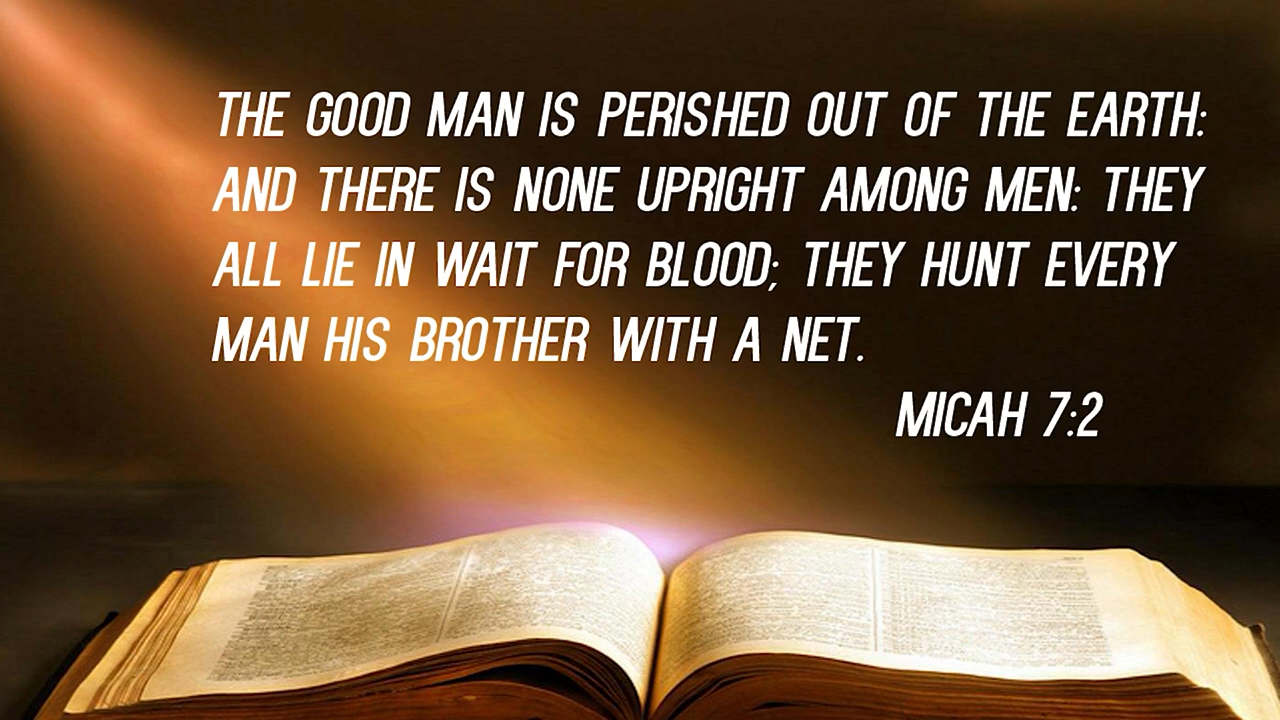 THE GOOD MAN IS PERISHED OUT OF THE EARTH:
AND THERE IS NONE UPRIGHT AMONG MEN: THEY
ALL LIE IN WAIT FOR BLOOD; THEY HUNT EVERY
MAN HIS BROTHER WITH A NET.
MICAH 7:2